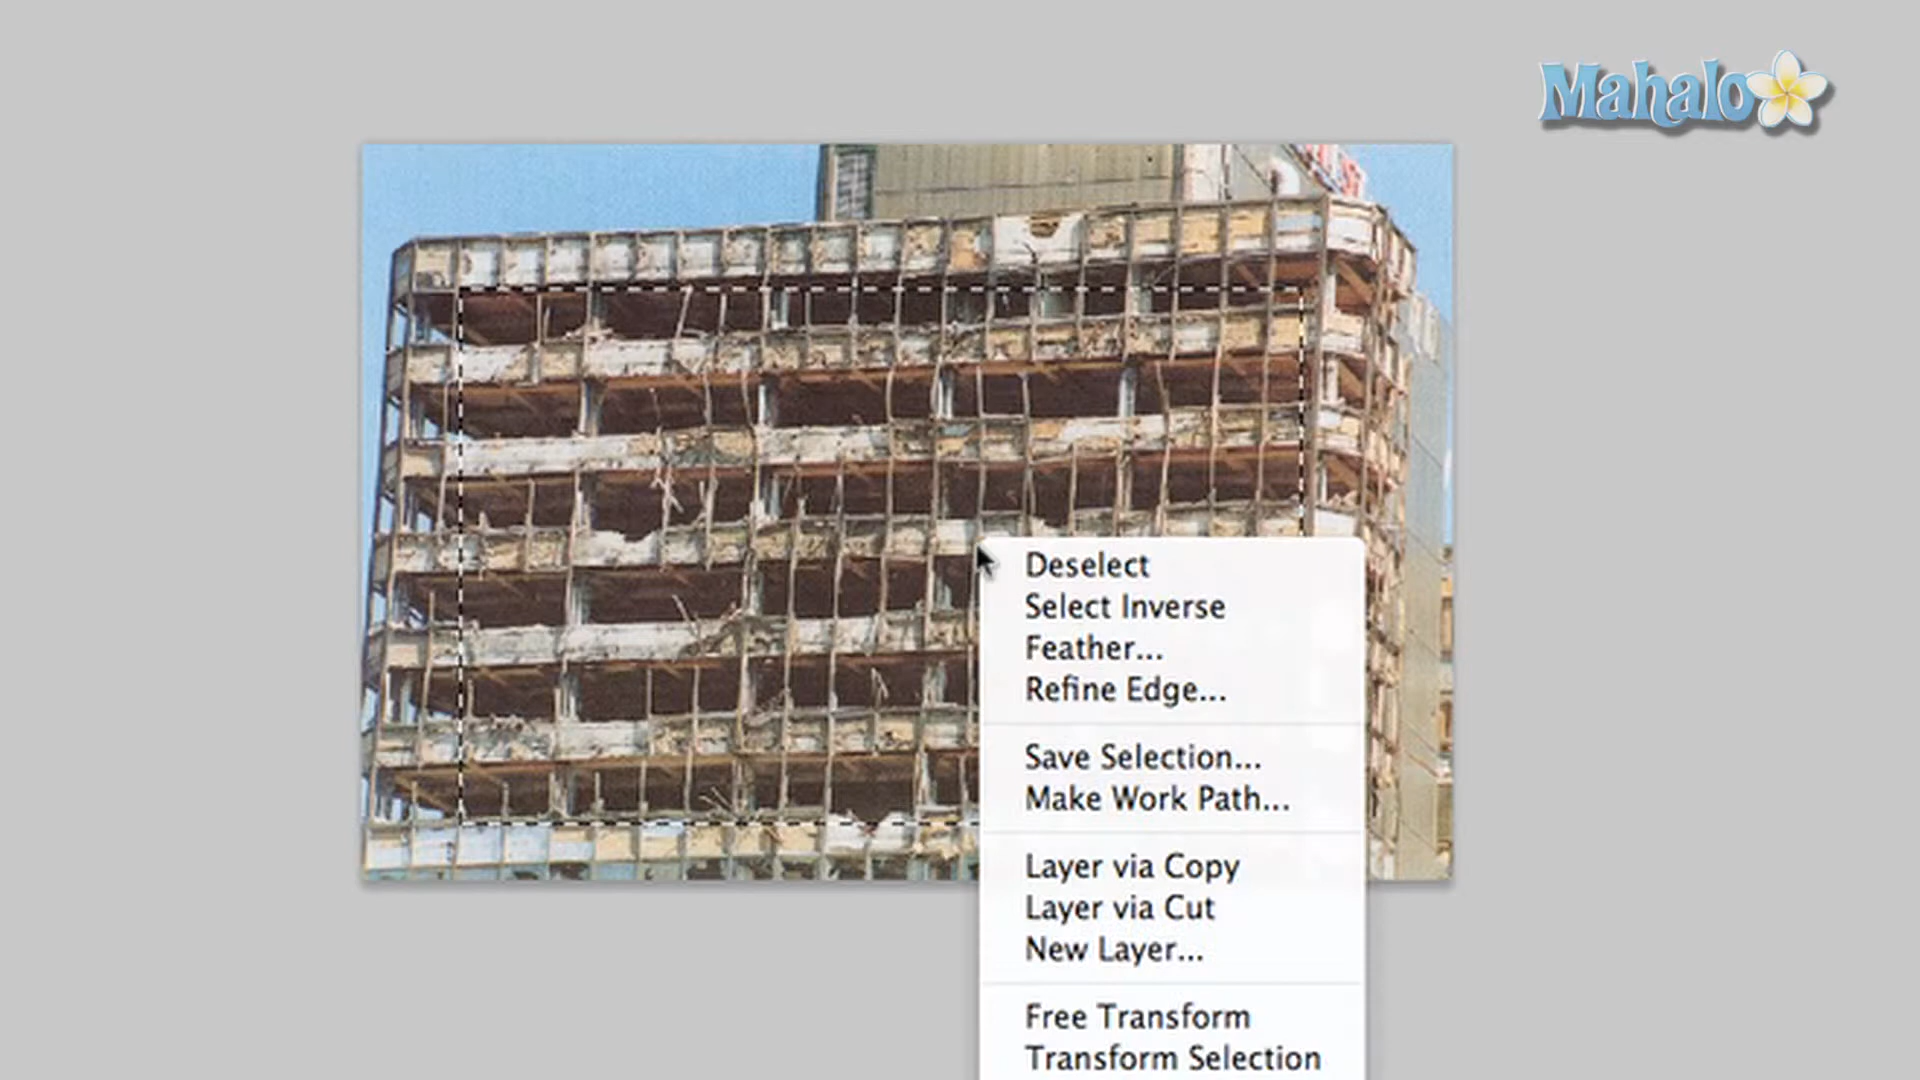 Mahalo
Deselect
Select Inverse
Feather...
Refine Edge...
Save Selection...
Make Work Path...
Layer via Copy
Layer via Cut
New Layer...
Free Transform
Transform Selection